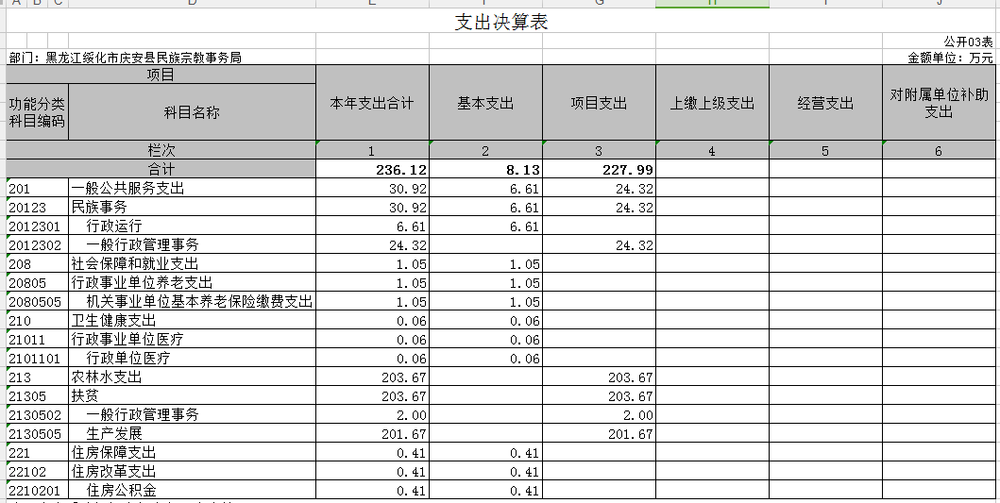 支出决算表
公开03表
部门：黑龙江绥化市庆安县民族宗教事务局 金额单位：万元
项目 本年支出合计 基本支出 项目支出 上缴上级支出 经营支出 对附属单位补助支出
功能分类科目编码 科目名称
栏次 1 2 3 4 5 6
合计 236.12 8.13 227.99
201 一般公共服务支出 30.92 6.61 24.32
20123 民族事务 30.92 6.61 24.32
2012301 行政运行 6.61 6.61
2012302 一般行政管理事务 24.32 24.32
208 社会保障和就业支出 1.05 1.05
20805 行政事业单位养老支出 1.05 1.05
2080505 机关事业单位基本养老保险缴费支出 1.05 1.05
210 卫生健康支出 0.06 0.06
21011 行政事业单位医疗 0.06 0.06
2101101 行政单位医疗 0.06 0.06
213 农林水支出 203.67 203.67
21305 扶贫 203.67 203.67
2130502 一般行政管理事务 2.00 2.00
2130505 生产发展 201.67 201.67
221 住房保障支出 0.41 0.41
22102 住房改革支出 0.41 0.41
2210201 住房公积金 0.41 0.41